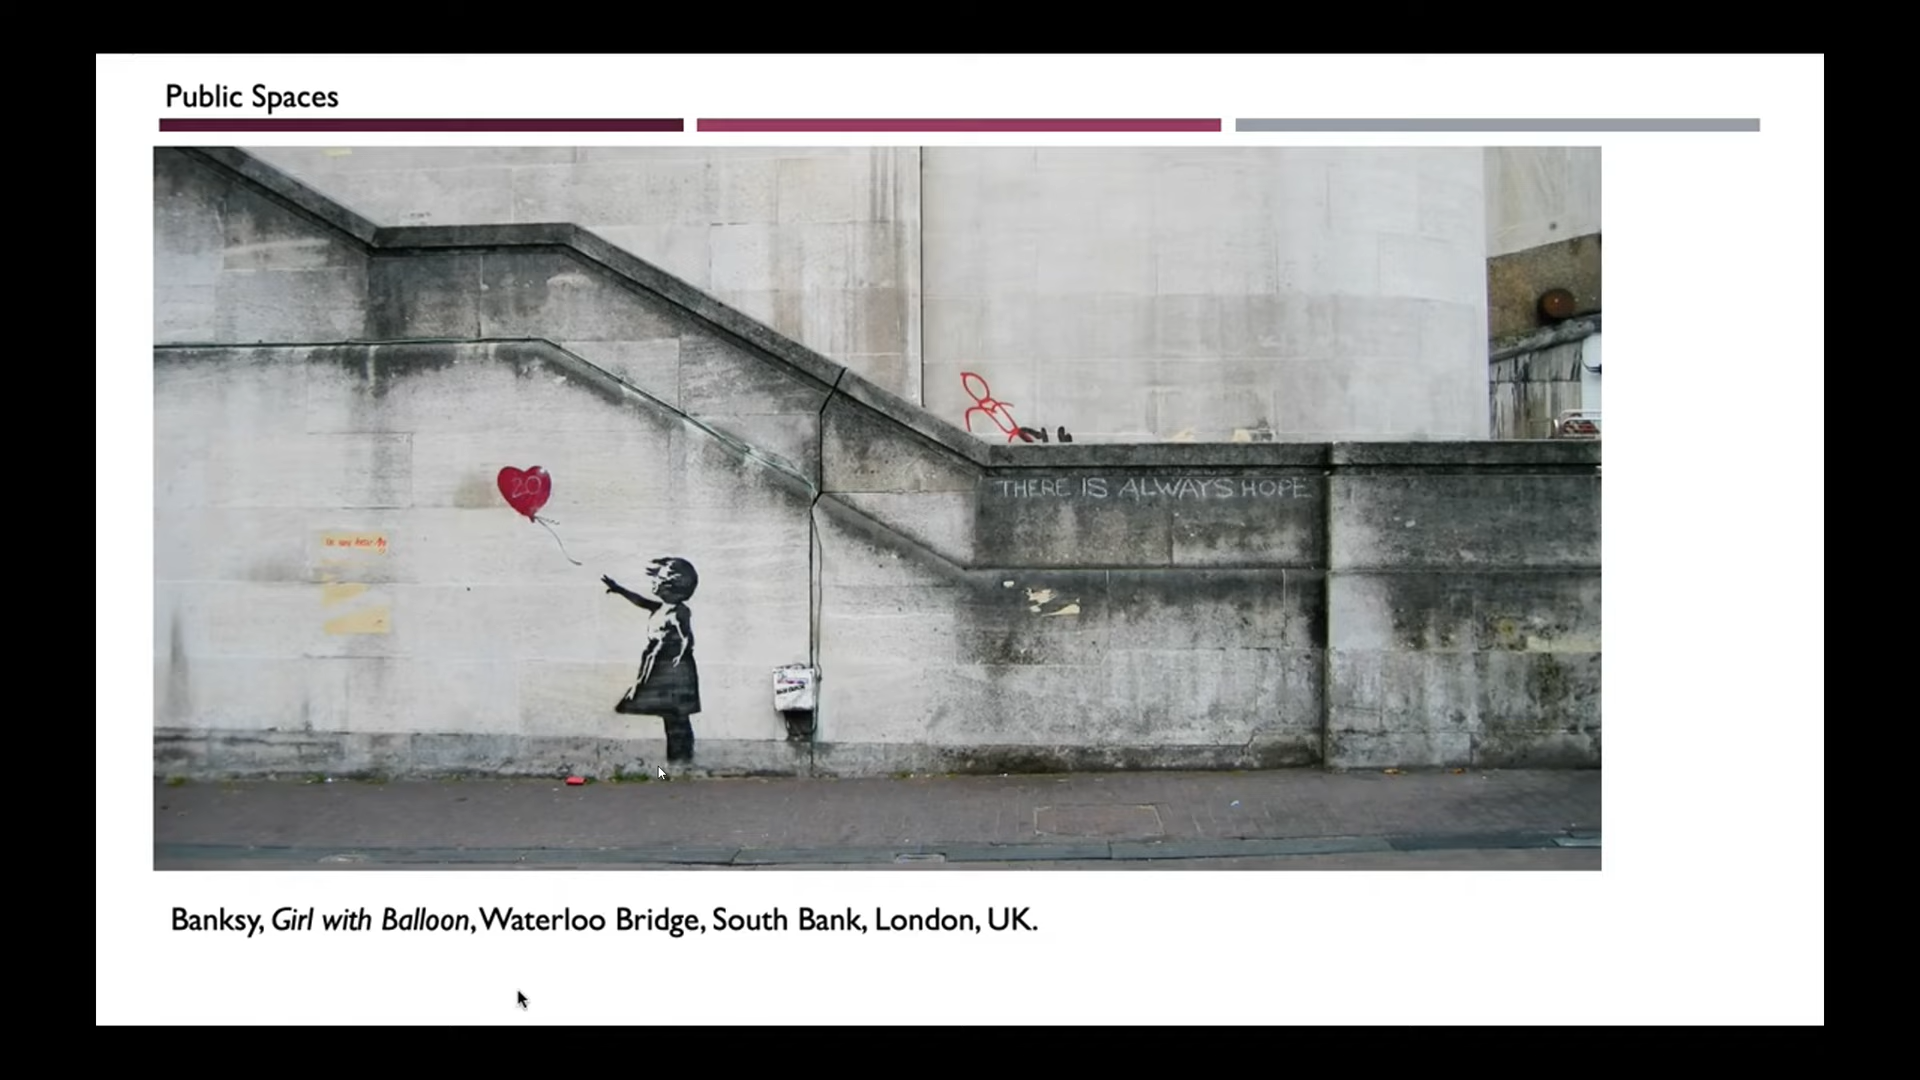 Public Spaces
20
THERE IS ALWAYS HOPE
Banksy, Girl with Balloon, Waterloo Bridge, South Bank, London, UK.